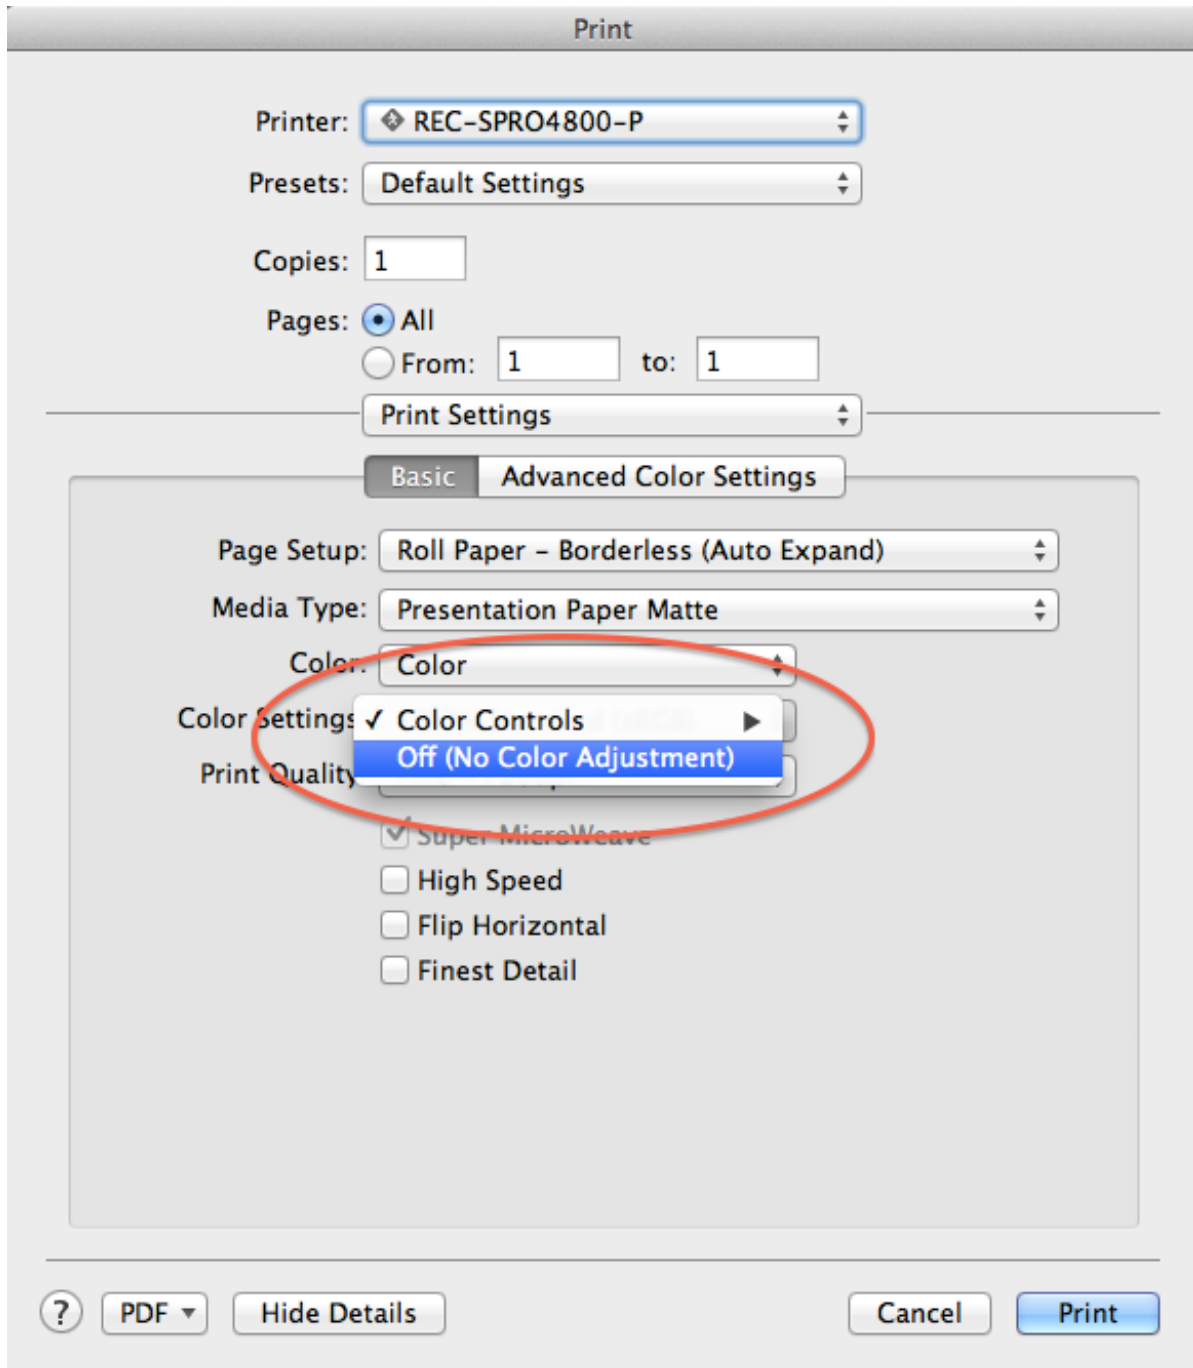 Print
Printer: REC-SPRO4800-P
Presets: Default Settings
Copies: 1
Pages: All
From: 1 to: 1
Print Settings
Basic Advanced Color Settings
Page Setup: Roll Paper - Borderless (Auto Expand)
Media Type: Presentation Paper Matte
Color: Color
Color Settings ✓ Color Controls ▶
Off (No Color Adjustment)
Print Quality
Super MicroWeave
High Speed
Flip Horizontal
Finest Detail
? PDF Hide Details Cancel Print